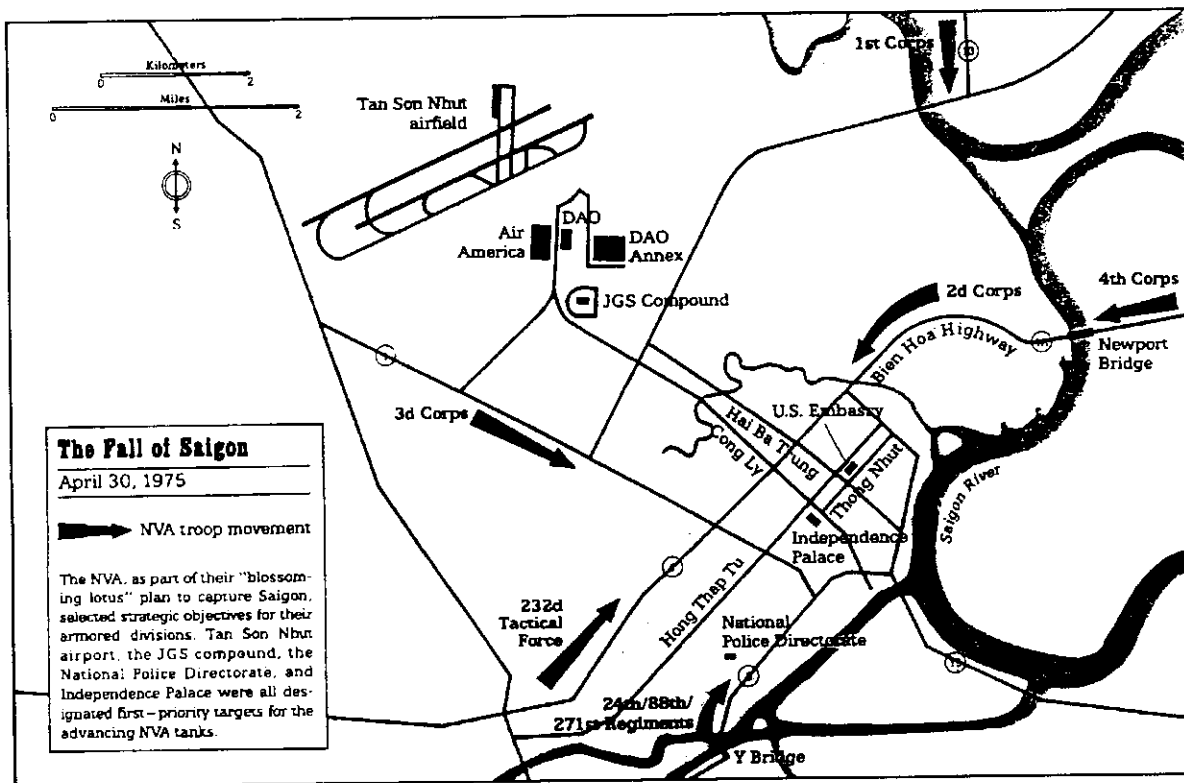 Kilometers
0 2
Miles
0 2
N
S
Tan Son Nhut
airfield
1st Corps
DAO
Air
America
DAO
Annex
JGS Compound
2d Corps
4th Corps
Bien Hoa Highway
Newport
Bridge
1
3d Corps
U.S. Embassy
Hai Ba Trung
Cong Ly
Thong Nhut
Saigon River
Independence
Palace
Hong Thap Tu
232d
Tactical
Force
National
Police Directorate
15
24th/88th/
271st Regiments
Y Bridge
The Fall of Saigon
April 30, 1975
NVA troop movement
The NVA, as part of their "blossom-
ing lotus" plan to capture Saigon,
selected strategic objectives for their
armored divisions. Tan Son Nhut
airport, the JGS compound, the
National Police Directorate, and
Independence Palace were all des-
ignated first-priority targets for the
advancing NVA tanks.